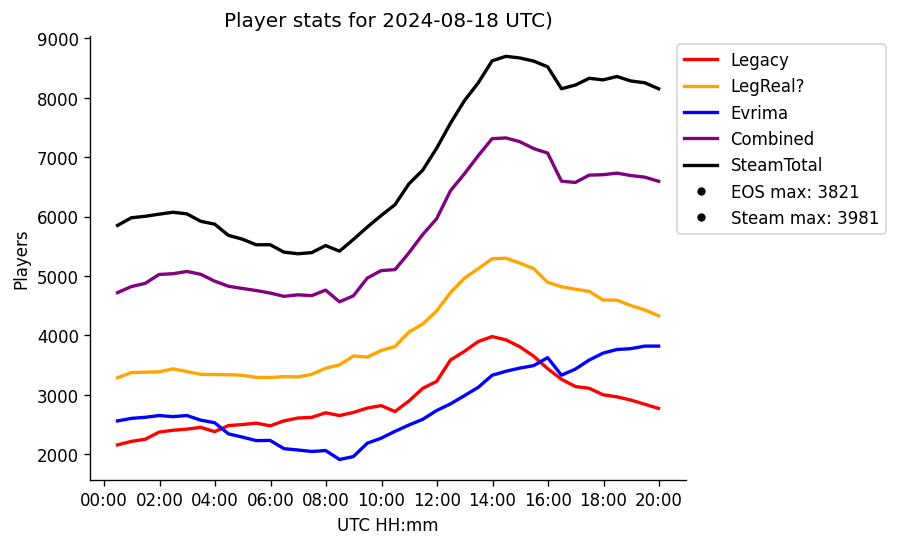 Player stats for 2024-08-18 UTC)
9000
8000
7000
6000
5000
4000
3000
2000
Players
00:00 02:00 04:00 06:00 08:00 10:00 12:00 14:00 16:00 18:00 20:00
UTC HH:mm
Legacy
LegReal?
Evrima
Combined
SteamTotal
EOS max: 3821
Steam max: 3981